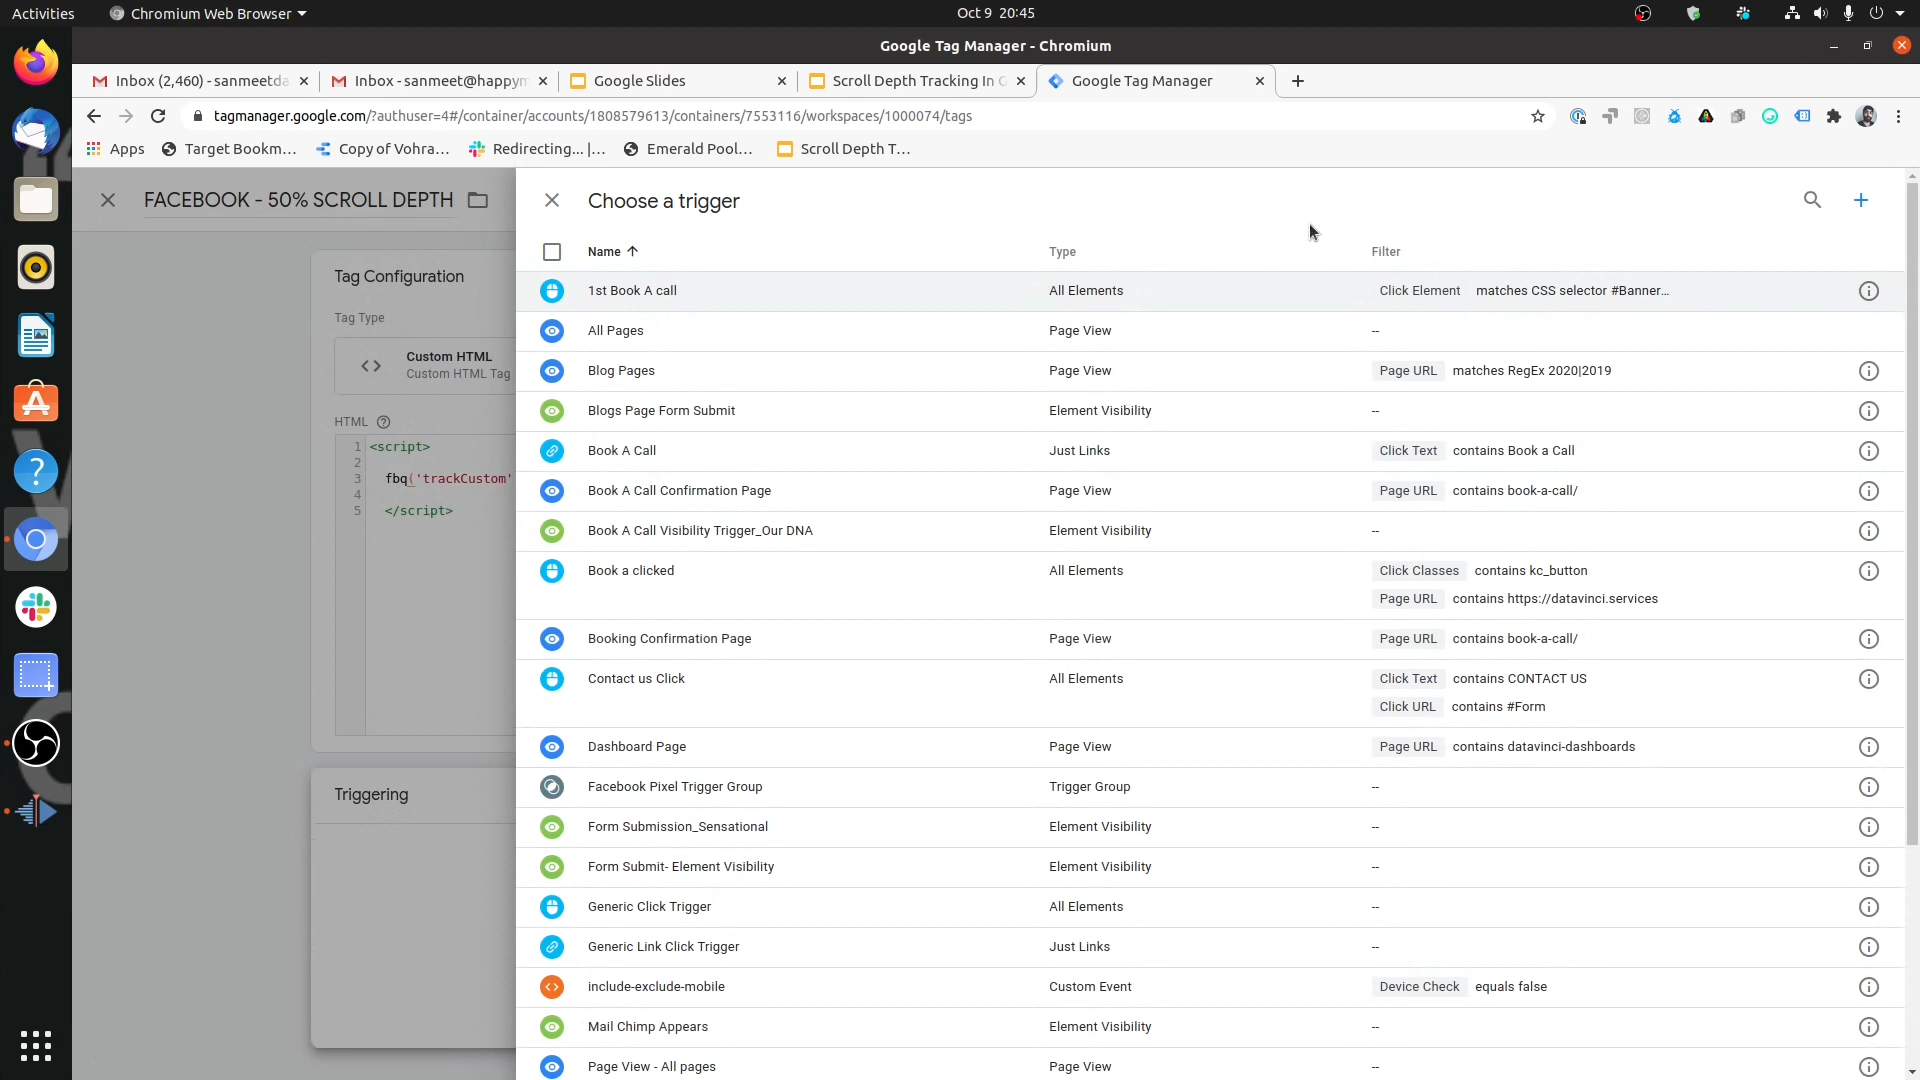 Activities
Chromium Web Browser
Oct 9 20:45
Google Tag Manager - Chromium
Inbox (2,460) - sanmeetda
Inbox - sanmeet@happym
Google Slides
Scroll Depth Tracking In G
Google Tag Manager
tagmanager.google.com/?authuser=4#/container/accounts/1808579613/containers/7553116/workspaces/1000074/tags
Apps
Target Bookm...
Copy of Vohra...
Redirecting... |...
Emerald Pool...
Scroll Depth T...
FACEBOOK - 50% SCROLL DEPTH
Tag Configuration
Tag Type
Custom HTML
Custom HTML Tag
HTML
1 <script>
2
3 fbq('trackCustom'
4
5 </script>
Triggering
Choose a trigger
Name Type Filter
1st Book A call All Elements Click Element matches CSS selector #Banner...
All Pages Page View --
Blog Pages Page View Page URL matches RegEx 2020|2019
Blogs Page Form Submit Element Visibility --
Book A Call Just Links Click Text contains Book a Call
Book A Call Confirmation Page Page View Page URL contains book-a-call/
Book A Call Visibility Trigger_Our DNA Element Visibility --
Book a clicked All Elements Click Classes contains kc_button
Page URL contains https://datavinci.services
Booking Confirmation Page Page View Page URL contains book-a-call/
Contact us Click All Elements Click Text contains CONTACT US
Click URL contains #Form
Dashboard Page Page View Page URL contains datavinci-dashboards
Facebook Pixel Trigger Group Trigger Group --
Form Submission_Sensational Element Visibility --
Form Submit- Element Visibility Element Visibility --
Generic Click Trigger All Elements --
Generic Link Click Trigger Just Links --
include-exclude-mobile Custom Event Device Check equals false
Mail Chimp Appears Element Visibility --
Page View - All pages Page View --